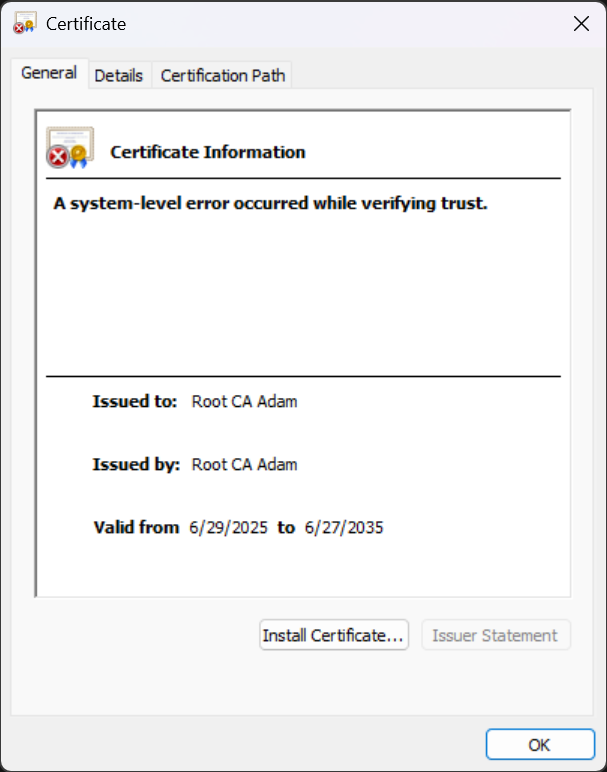 Certificate
General Details Certification Path
Certificate Information
A system-level error occurred while verifying trust.
Issued to: Root CA Adam
Issued by: Root CA Adam
Valid from 6/29/2025 to 6/27/2035
Install Certificate... Issuer Statement
OK